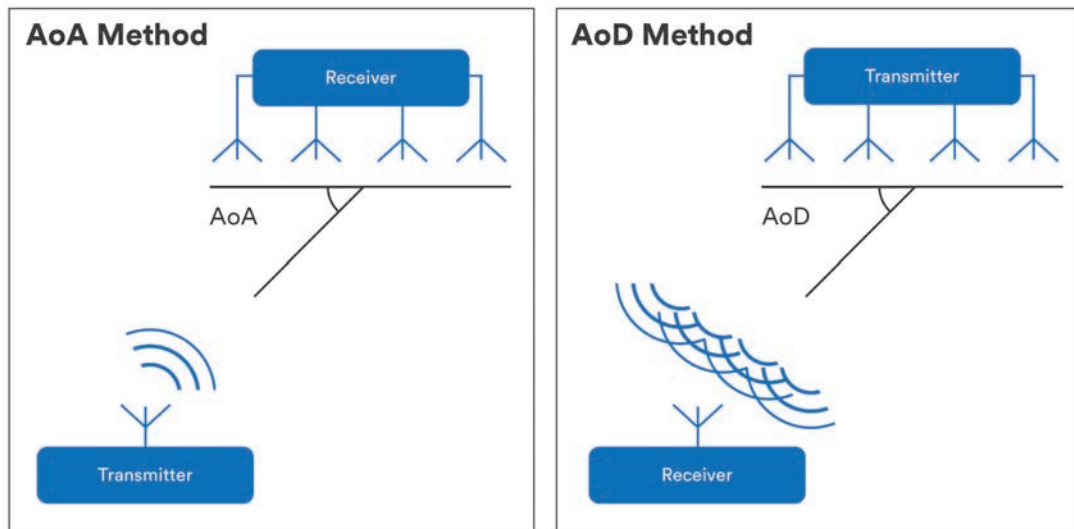 AoA Method
Receiver
AoA
Transmitter
AoD Method
Transmitter
AoD
Receiver